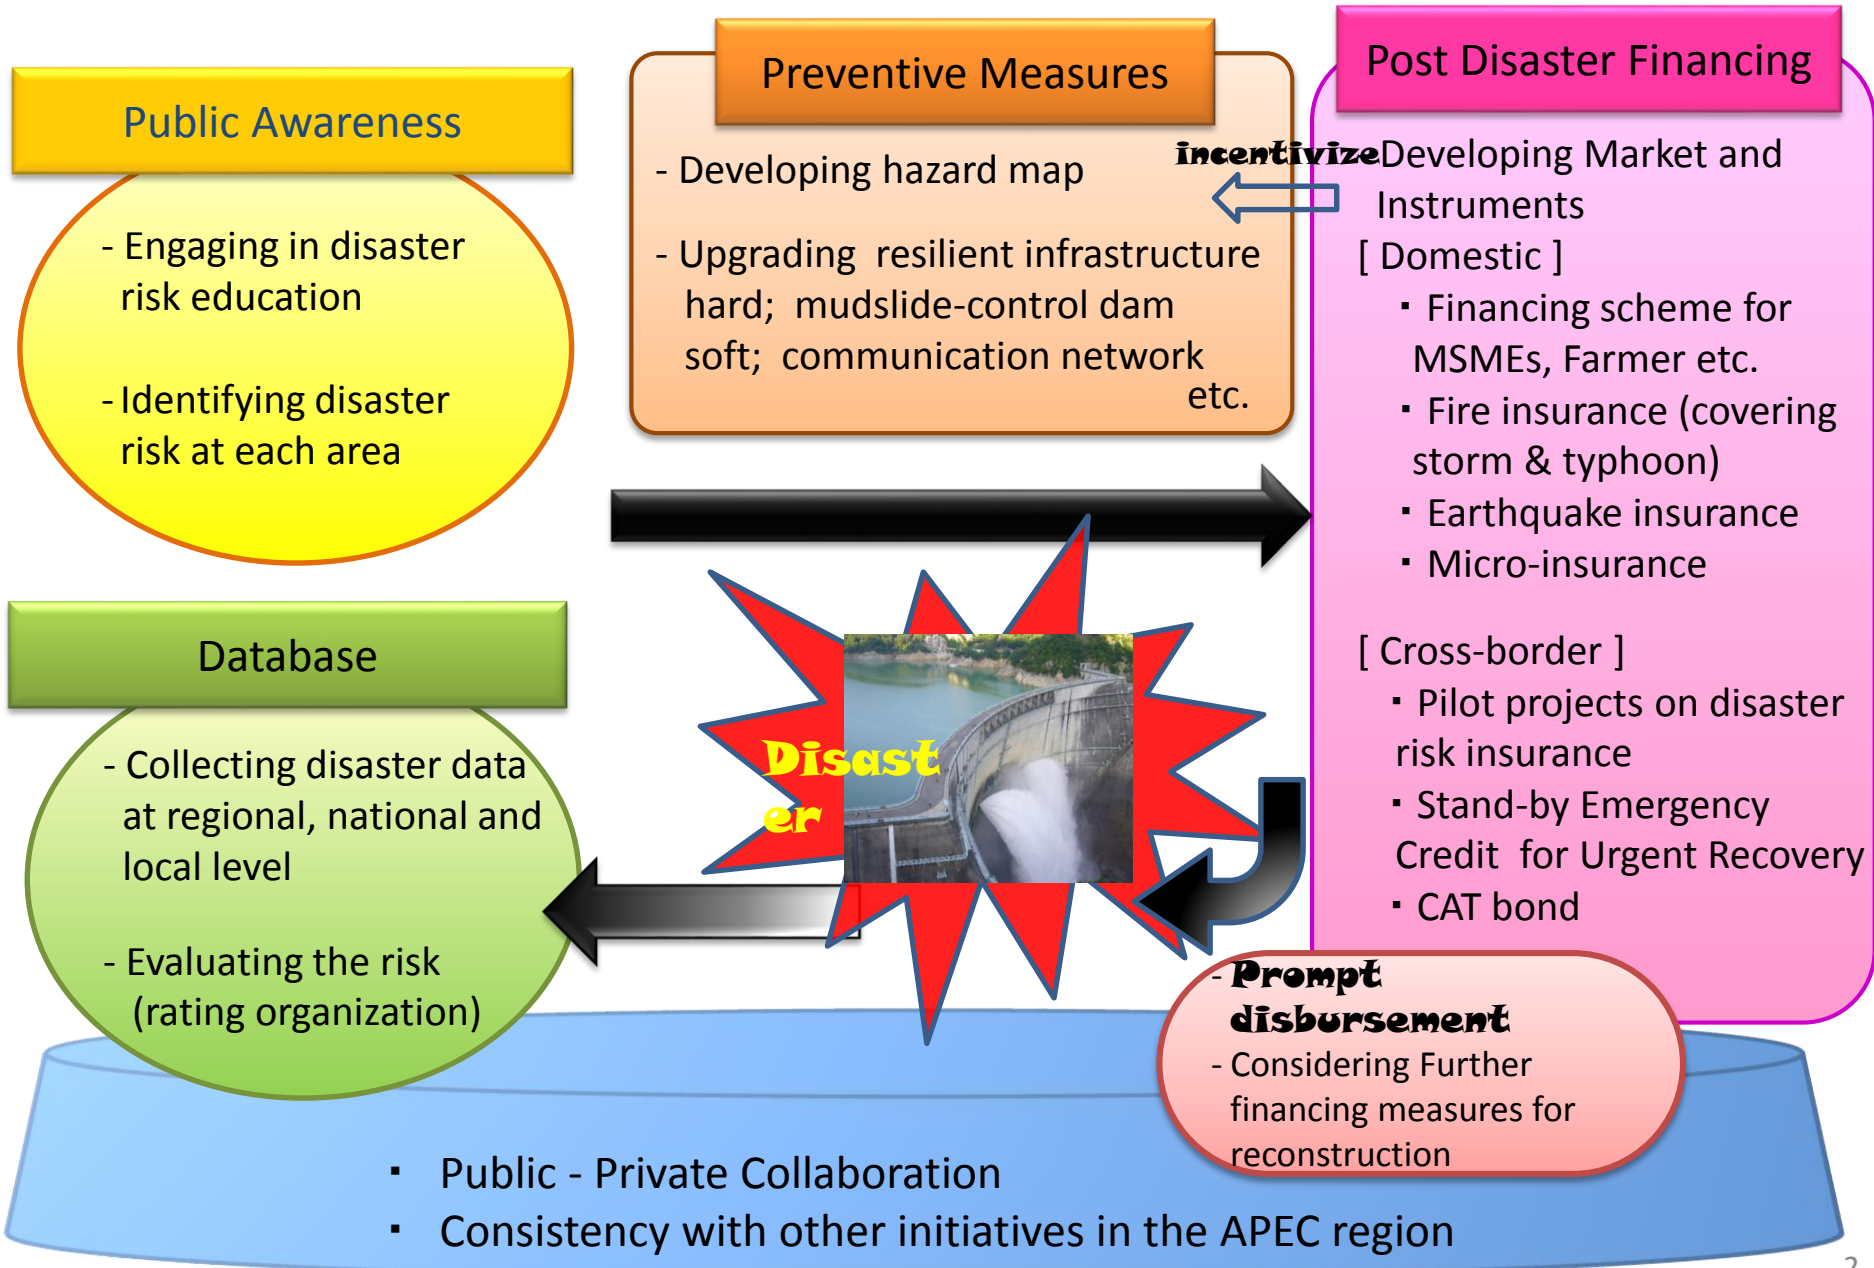 Public Awareness
- Engaging in disaster
risk education
- Identifying disaster
risk at each area
Preventive Measures
- Developing hazard map
- Upgrading resilient infrastructure
hard; mudslide-control dam
soft; communication network
etc.
incentivize
Post Disaster Financing
- Developing Market and
Instruments
[ Domestic ]
・ Financing scheme for
MSMEs, Farmer etc.
・ Fire insurance (covering
storm & typhoon)
・ Earthquake insurance
・ Micro-insurance
[ Cross-border ]
・ Pilot projects on disaster
risk insurance
・ Stand-by Emergency
Credit for Urgent Recovery
・ CAT bond
Database
- Collecting disaster data
at regional, national and
local level
- Evaluating the risk
(rating organization)
Disast
er
- Prompt
disbursement
- Considering Further
financing measures for
reconstruction
・ Public - Private Collaboration
・ Consistency with other initiatives in the APEC region
2